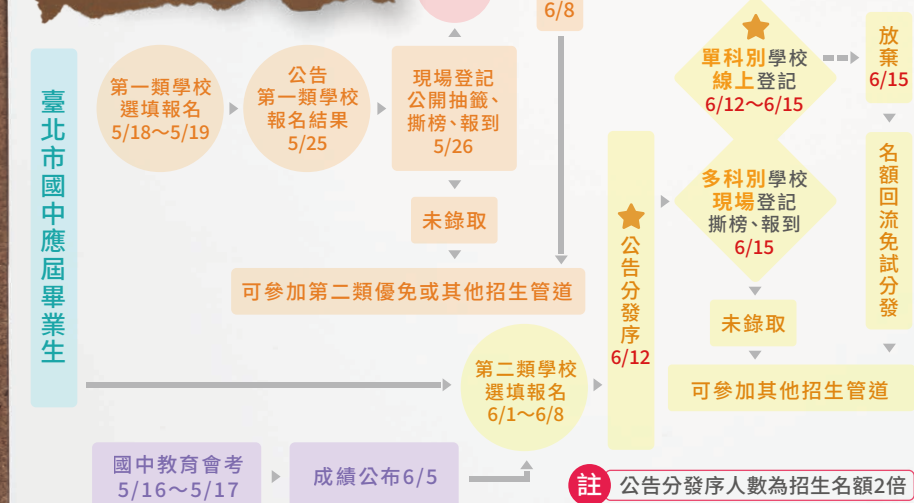 6/8
臺北市國中應屆畢業生
第一類學校
選填報名
5/18～5/19
公告
第一類學校
報名結果
5/25
現場登記
公開抽籤、
撕榜、報到
5/26
未錄取
可參加第二類優免或其他招生管道
第二類學校
選填報名
6/1～6/8
國中教育會考
5/16～5/17
成績公布6/5
公告分發序
6/12
單科別學校
線上登記
6/12～6/15
多科別學校
現場登記
撕榜、報到
6/15
未錄取
放棄
6/15
名額回流免試分發
可參加其他招生管道
註 公告分發序人數為招生名額2倍